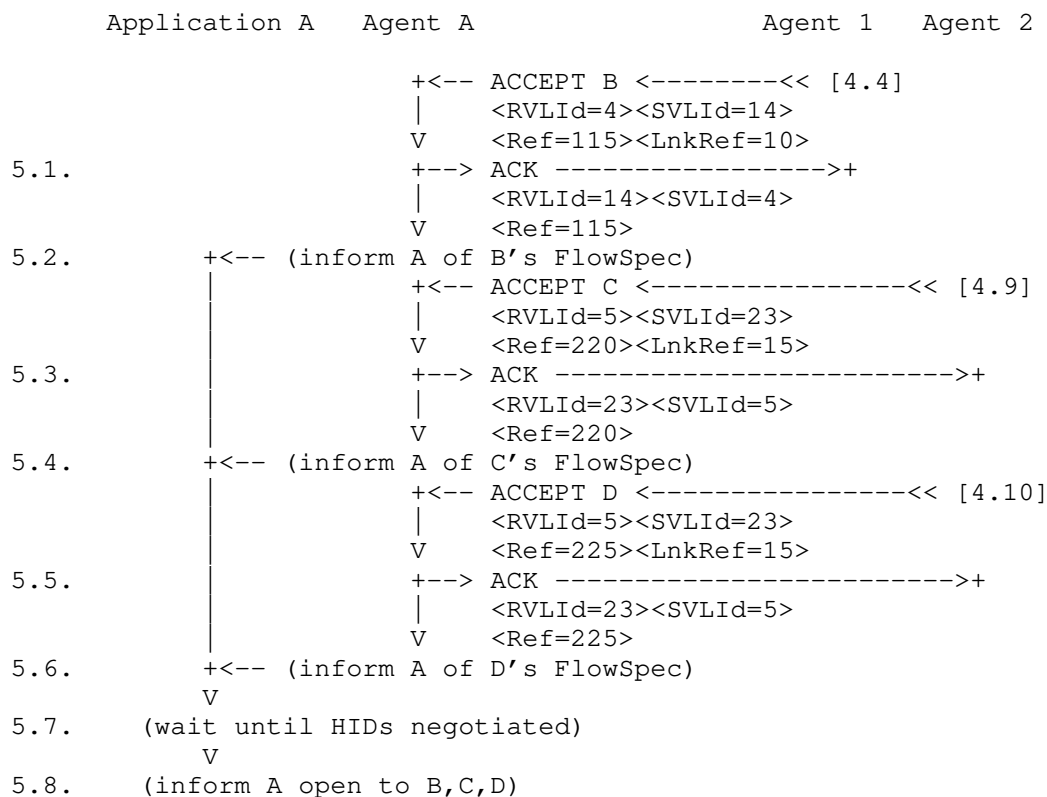 Application A   Agent A                    Agent 1   Agent 2
                          +<-- ACCEPT B <--------<< [4.4]
                          |    <RVLId=4><SVLId=14>
                          V    <Ref=115><LnkRef=10>
5.1.                      +--> ACK ----------------->+
                          |    <RVLId=14><SVLId=4>
                          V    <Ref=115>
5.2.         +<-- (inform A of B's FlowSpec)
             |            +<-- ACCEPT C <----------------<< [4.9]
             |            |    <RVLId=5><SVLId=23>
             |            V    <Ref=220><LnkRef=15>
5.3.         |            +--> ACK ------------------------->+
             |            |    <RVLId=23><SVLId=5>
             |            V    <Ref=220>
5.4.         +<-- (inform A of C's FlowSpec)
             |            +<-- ACCEPT D <----------------<< [4.10]
             |            |    <RVLId=5><SVLId=23>
             |            V    <Ref=225><LnkRef=15>
5.5.         |            +--> ACK ------------------------->+
             |            |    <RVLId=23><SVLId=5>
             |            V    <Ref=225>
5.6.         +<-- (inform A of D's FlowSpec)
             V
5.7.     (wait until HIDs negotiated)
             V
5.8.     (inform A open to B,C,D)